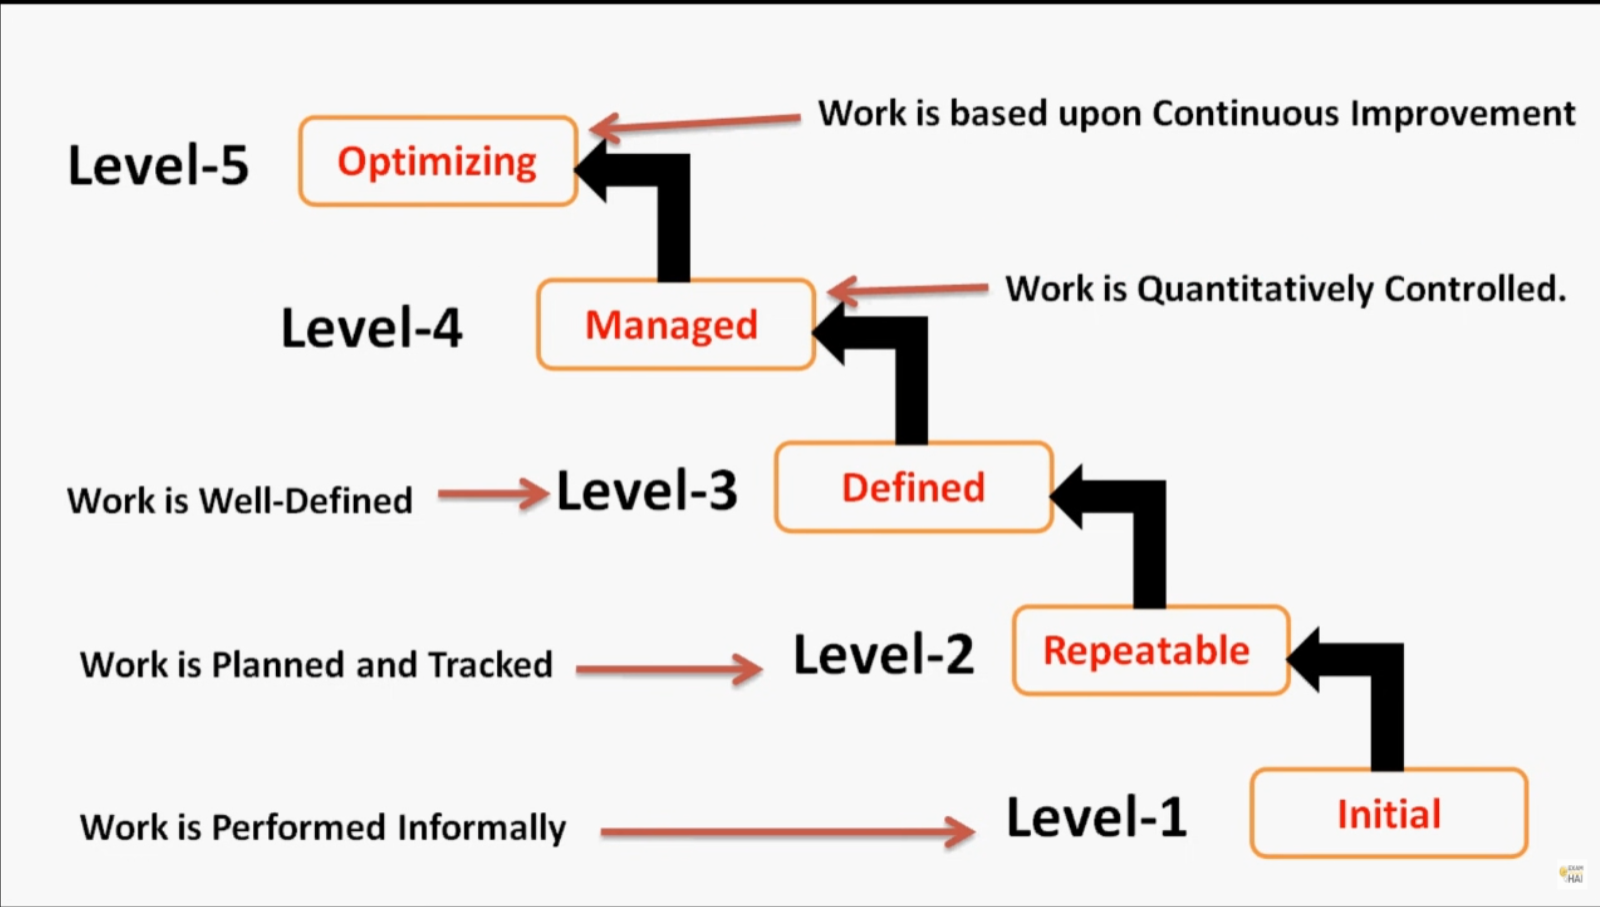 Work is based upon Continuous Improvement
Level-5
Optimizing
Work is Quantitatively Controlled.
Level-4
Managed
Work is Well-Defined
Level-3
Defined
Work is Planned and Tracked
Level-2
Repeatable
Work is Performed Informally
Level-1
Initial
EXAM
HAI